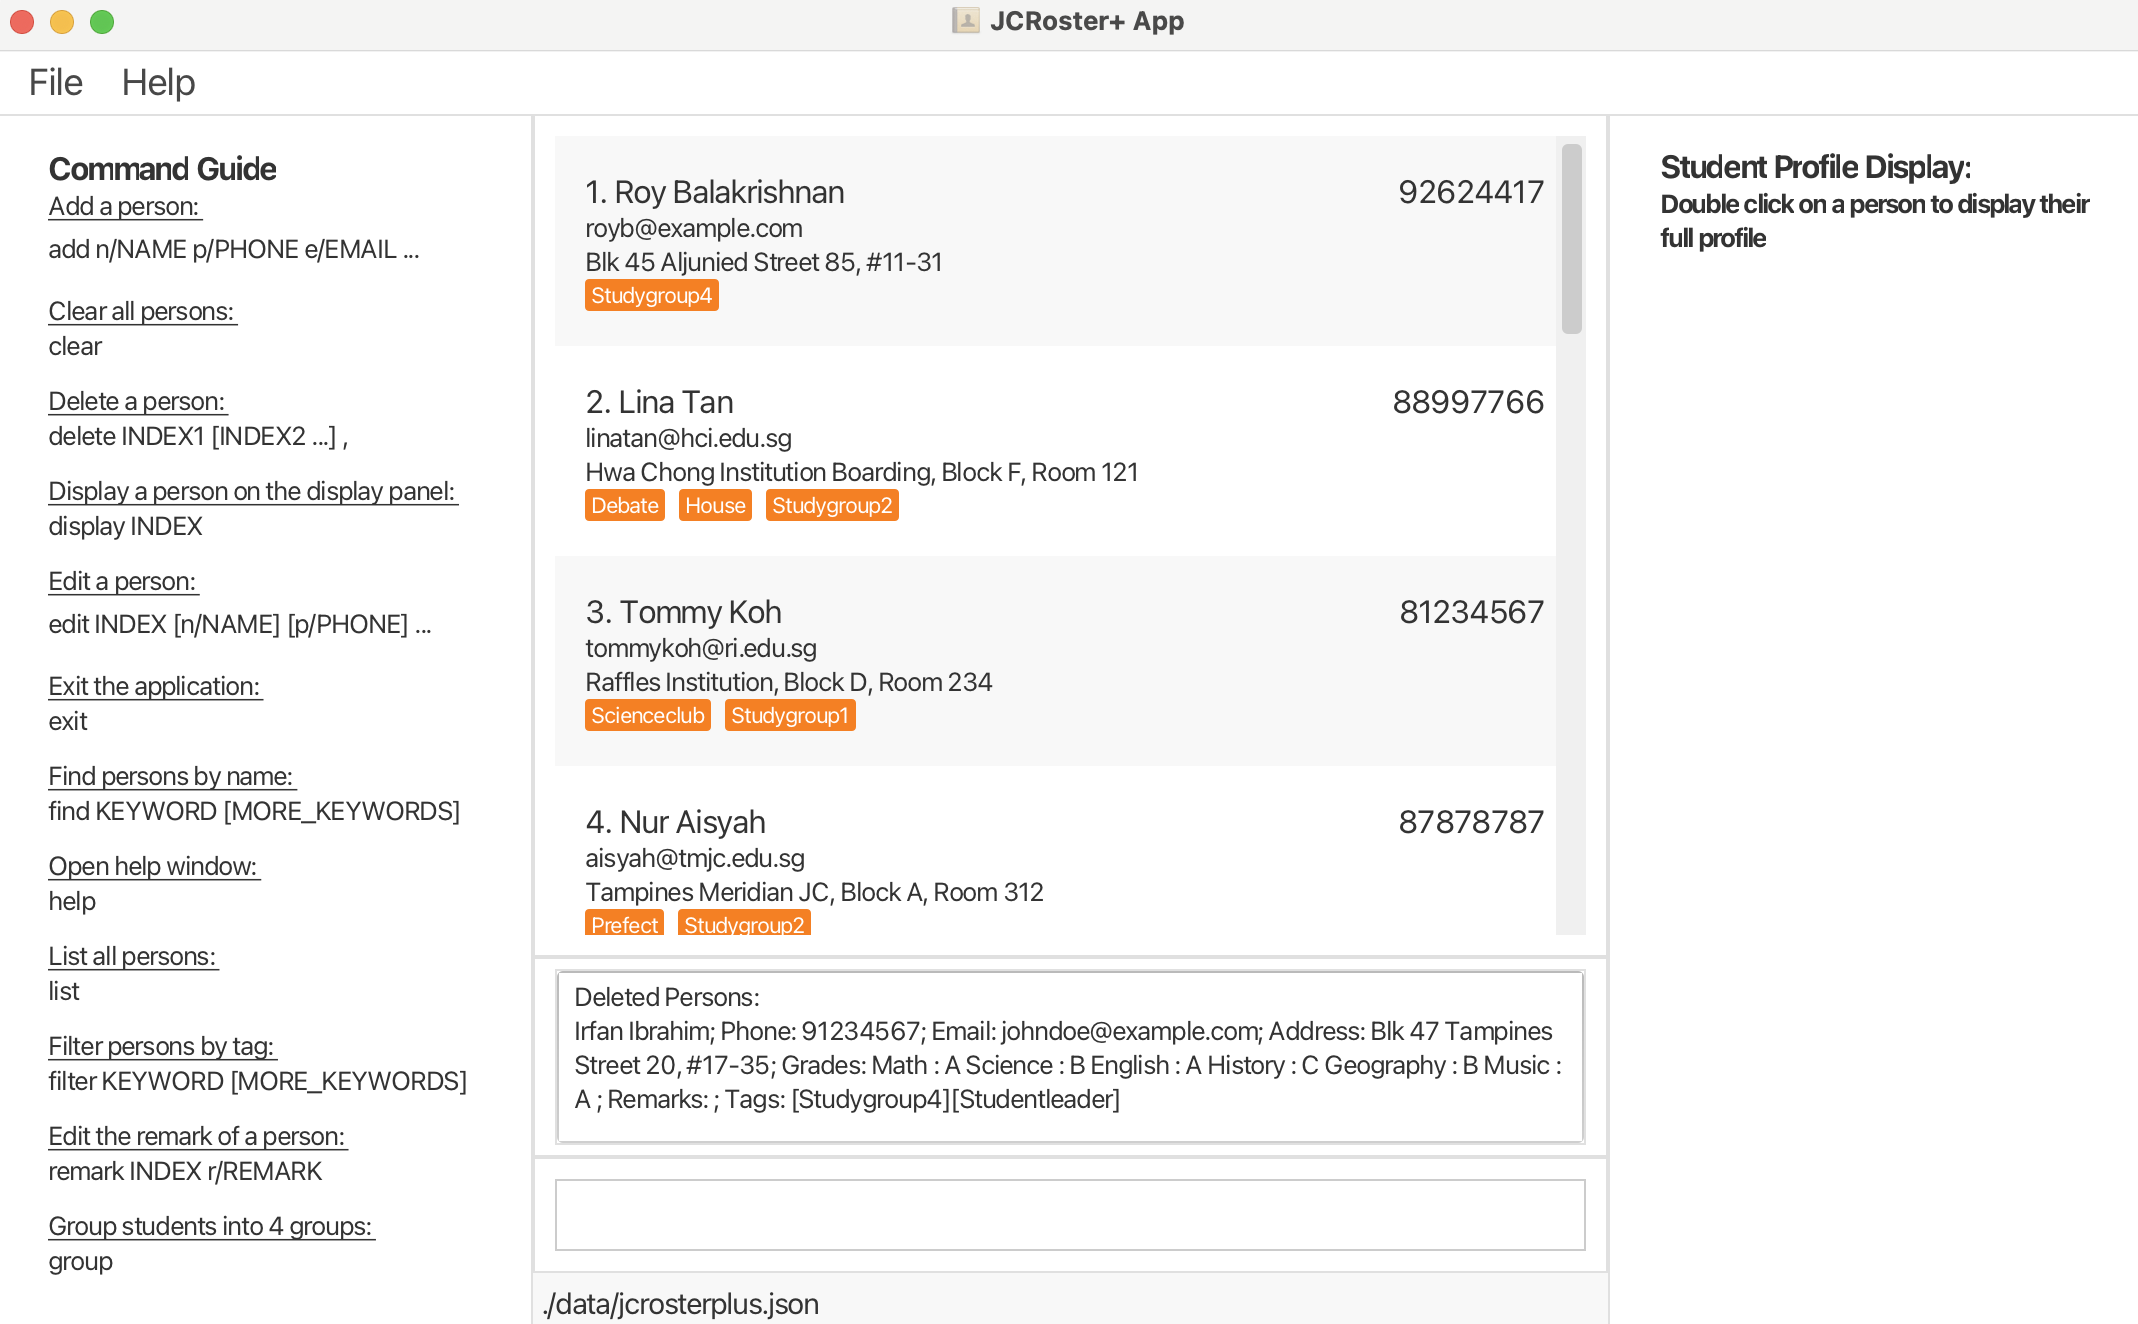 JCRoster+ App
File Help
Command Guide
Add a person:
add n/NAME p/PHONE e/EMAIL ...
Clear all persons:
clear
Delete a person:
delete INDEX1 [INDEX2 ...] ,
Display a person on the display panel:
display INDEX
Edit a person:
edit INDEX [n/NAME] [p/PHONE] ...
Exit the application:
exit
Find persons by name:
find KEYWORD [MORE_KEYWORDS]
Open help window:
help
List all persons:
list
Filter persons by tag:
filter KEYWORD [MORE_KEYWORDS]
Edit the remark of a person:
remark INDEX r/REMARK
Group students into 4 groups:
group
1. Roy Balakrishnan 92624417
royb@example.com
Blk 45 Aljunied Street 85, #11-31
Studygroup4
2. Lina Tan 88997766
linatan@hci.edu.sg
Hwa Chong Institution Boarding, Block F, Room 121
Debate House Studygroup2
3. Tommy Koh 81234567
tommykoh@ri.edu.sg
Raffles Institution, Block D, Room 234
Scienceclub Studygroup1
4. Nur Aisyah 87878787
aisyah@tmjc.edu.sg
Tampines Meridian JC, Block A, Room 312
Prefect Studygroup2
Deleted Persons:
Irfan Ibrahim; Phone: 91234567; Email: johndoe@example.com; Address: Blk 47 Tampines
Street 20, #17-35; Grades: Math : A Science : B English : A History : C Geography : B Music :
A ; Remarks: ; Tags: [Studygroup4][Studentleader]
./data/jcrosterplus.json
Student Profile Display:
Double click on a person to display their
full profile